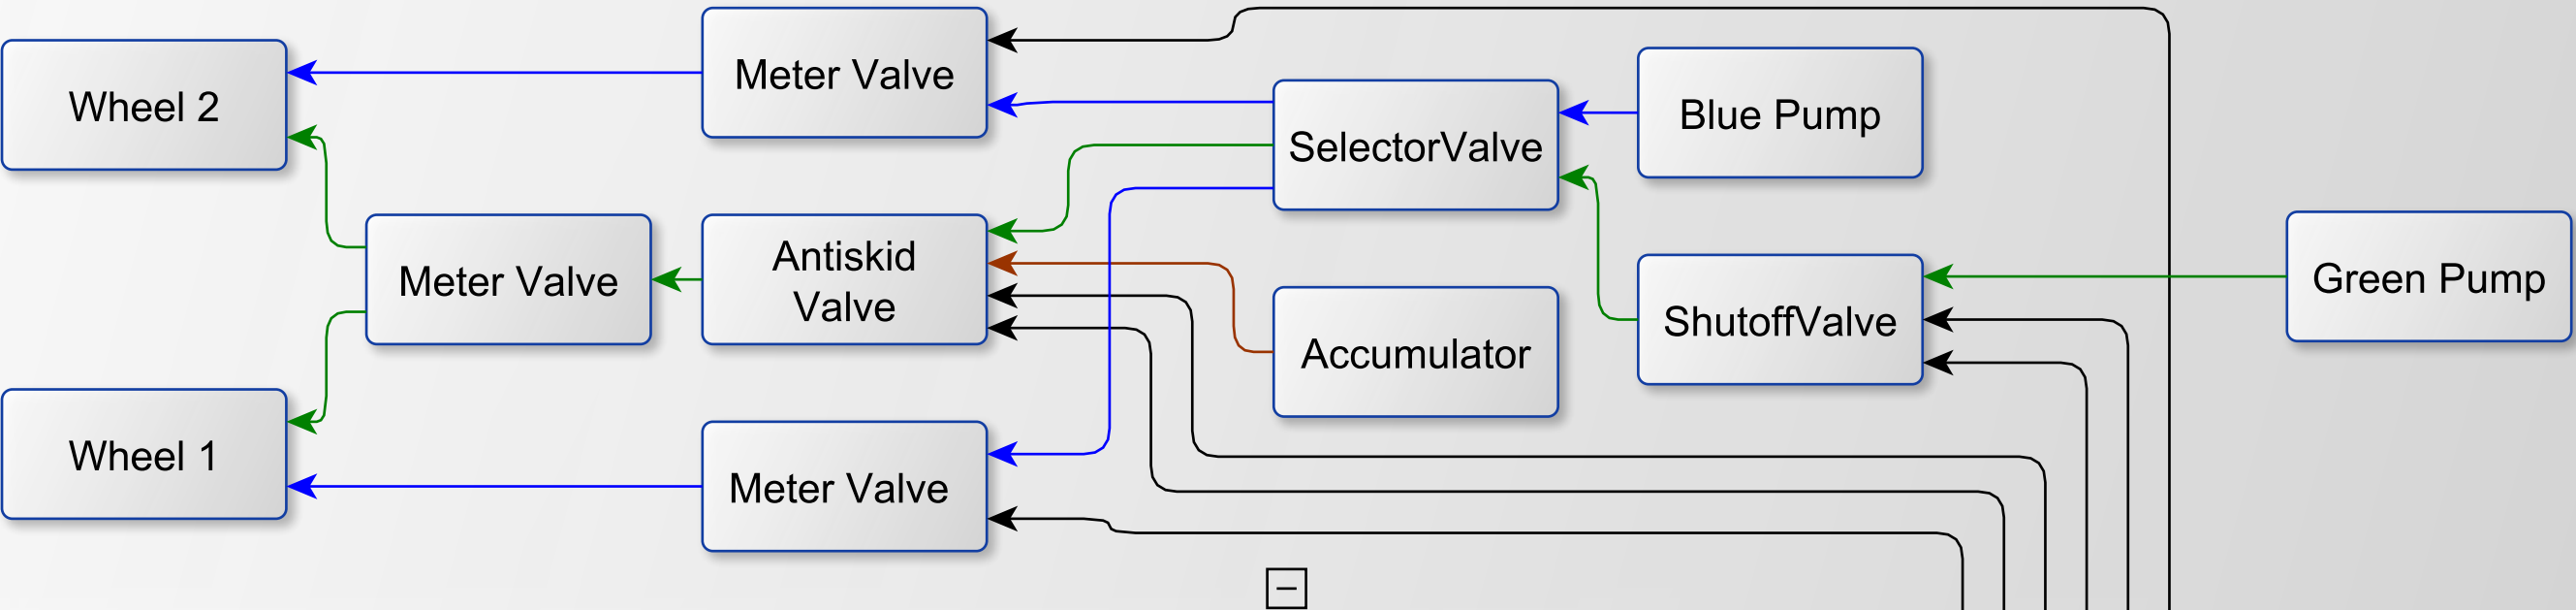 Meter Valve
Wheel 2
Blue Pump
SelectorValve
Antiskid
Valve
Meter Valve
Green Pump
ShutoffValve
Accumulator
Wheel 1
Meter Valve